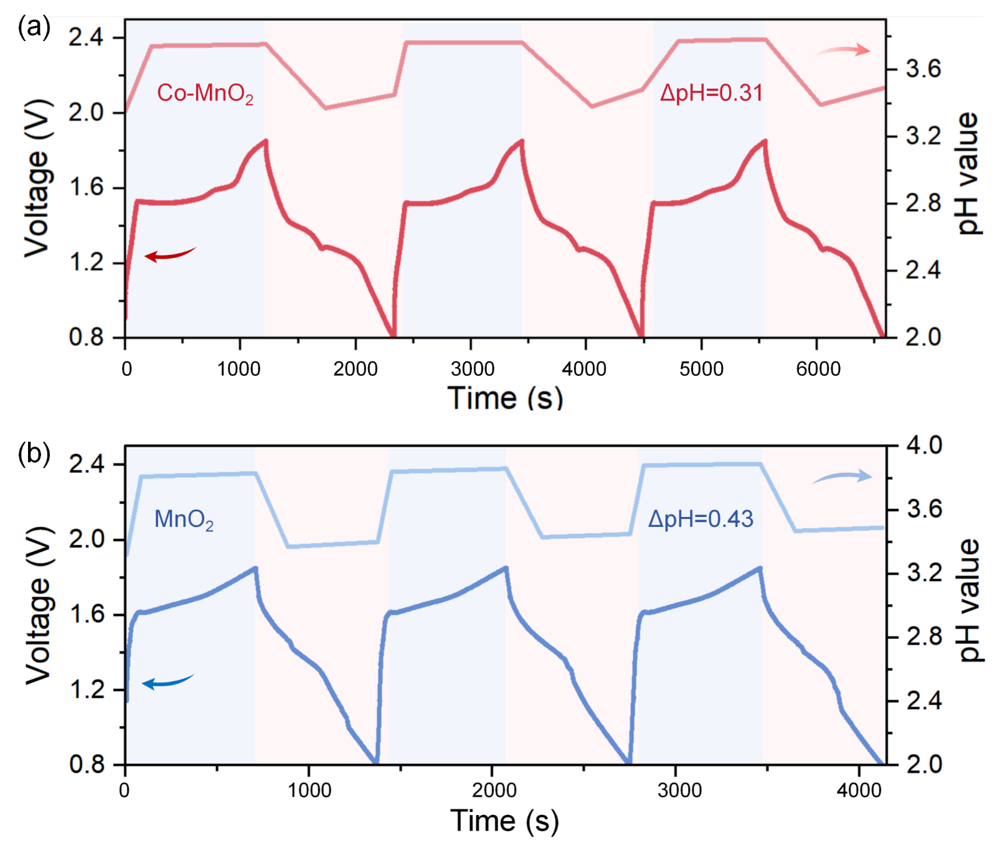 (a)
2.4
2.0
1.6
1.2
0.8
Voltage (V)
Co-MnO₂
ΔpH=0.31
3.6
3.2
2.8
2.4
2.0
pH value
0 1000 2000 3000 4000 5000 6000
Time (s)
(b)
2.4
2.0
1.6
1.2
0.8
Voltage (V)
MnO₂
ΔpH=0.43
4.0
3.6
3.2
2.8
2.4
2.0
pH value
0 1000 2000 3000 4000
Time (s)